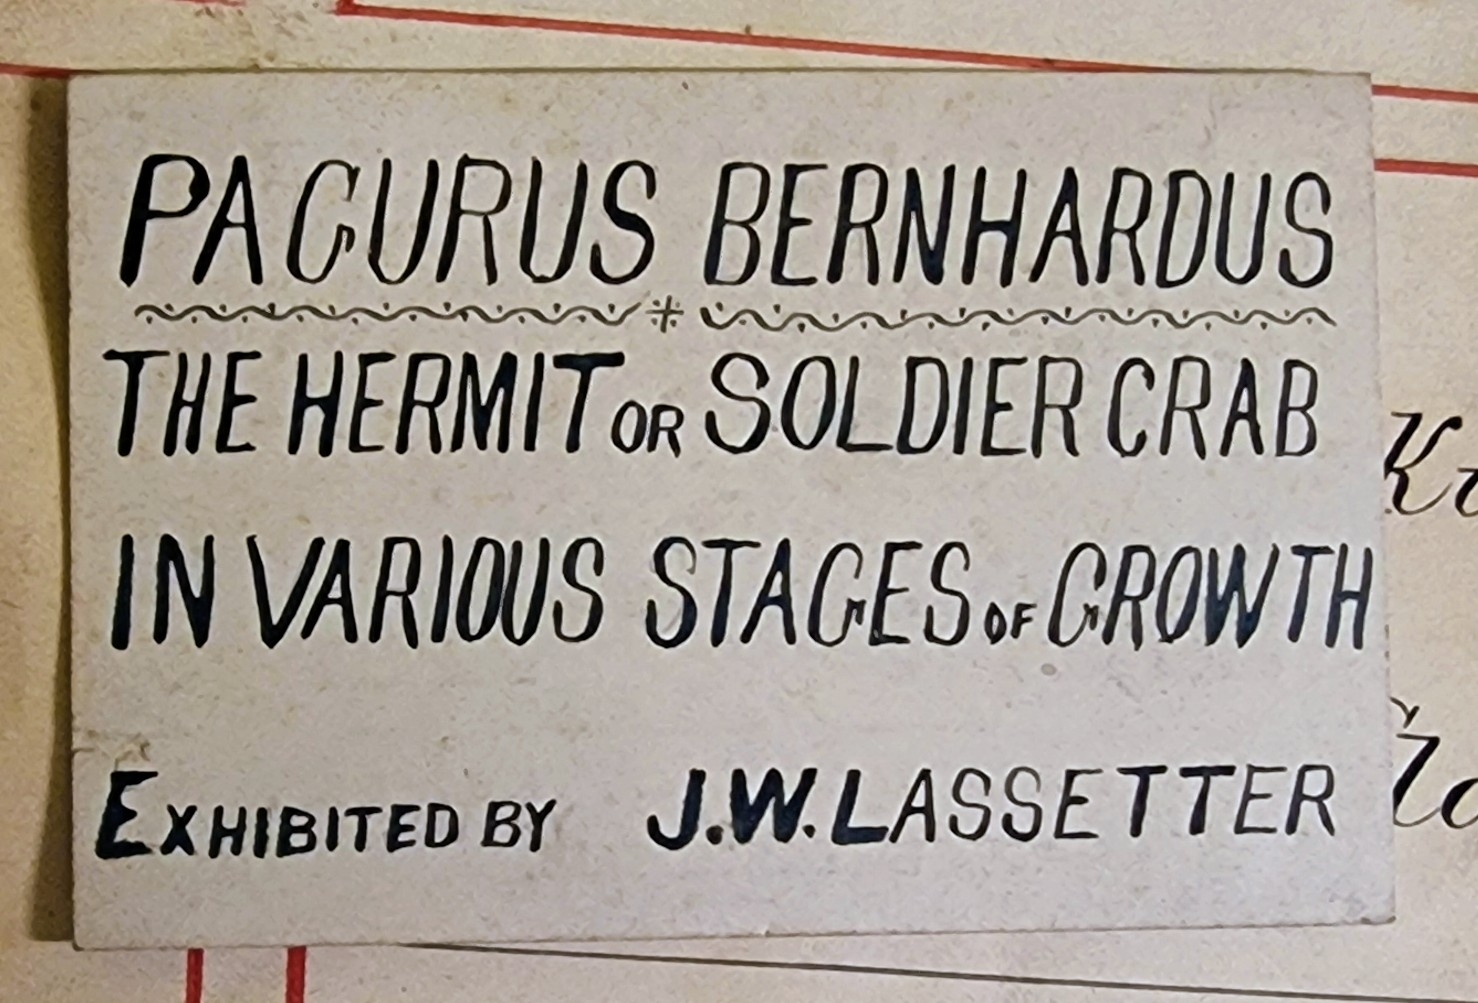 PAGURUS BERNHARDUS
THE HERMIT OR SOLDIER CRAB
IN VARIOUS STAGES OF GROWTH
EXHIBITED BY J.W. LASSETTER